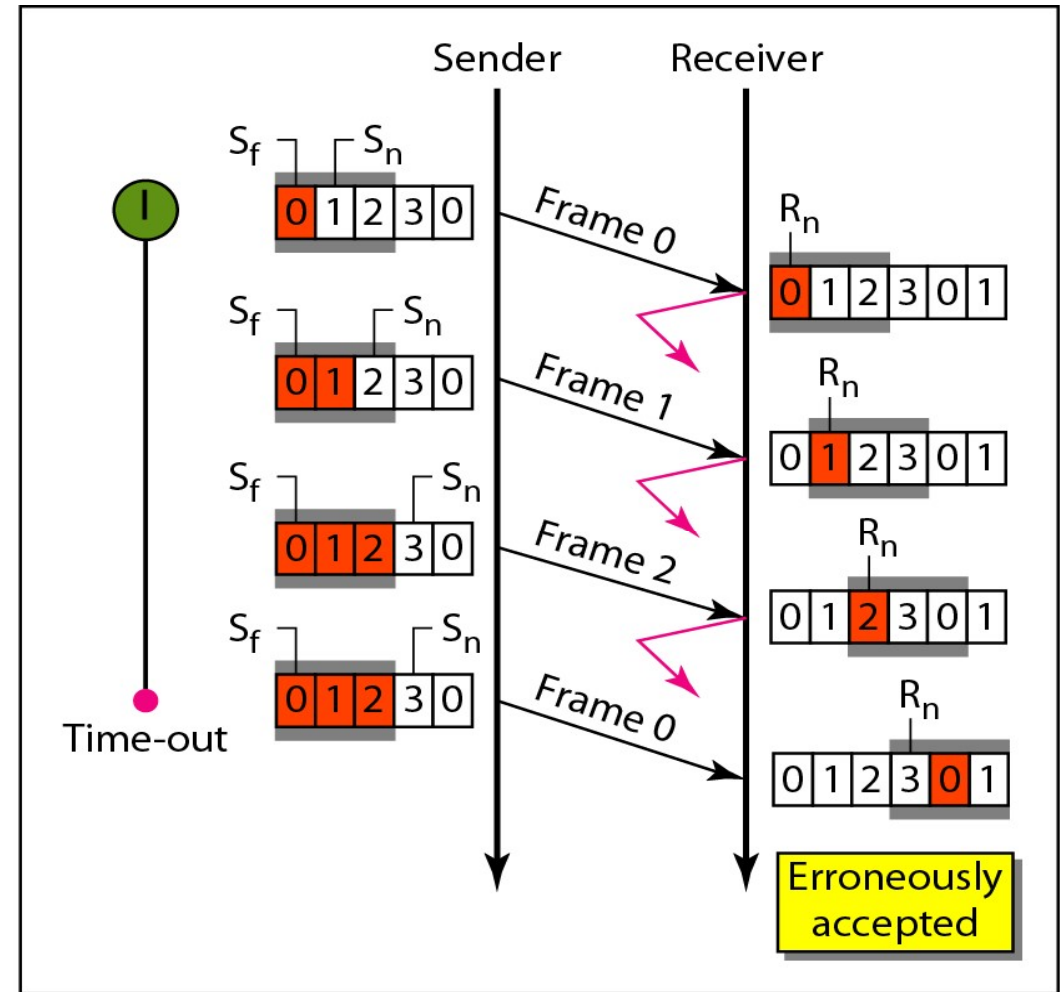 Sender Receiver
Sf Sn
0 1 2 3 0
Frame 0
Rn
0 1 2 3 0 1
Sf Sn
0 1 2 3 0
Frame 1
Rn
0 1 2 3 0 1
Sf Sn
0 1 2 3 0
Frame 2
Rn
0 1 2 3 0 1
Sf Sn
0 1 2 3 0
Frame 0
Rn
0 1 2 3 0 1
Time-out
Erroneously
accepted